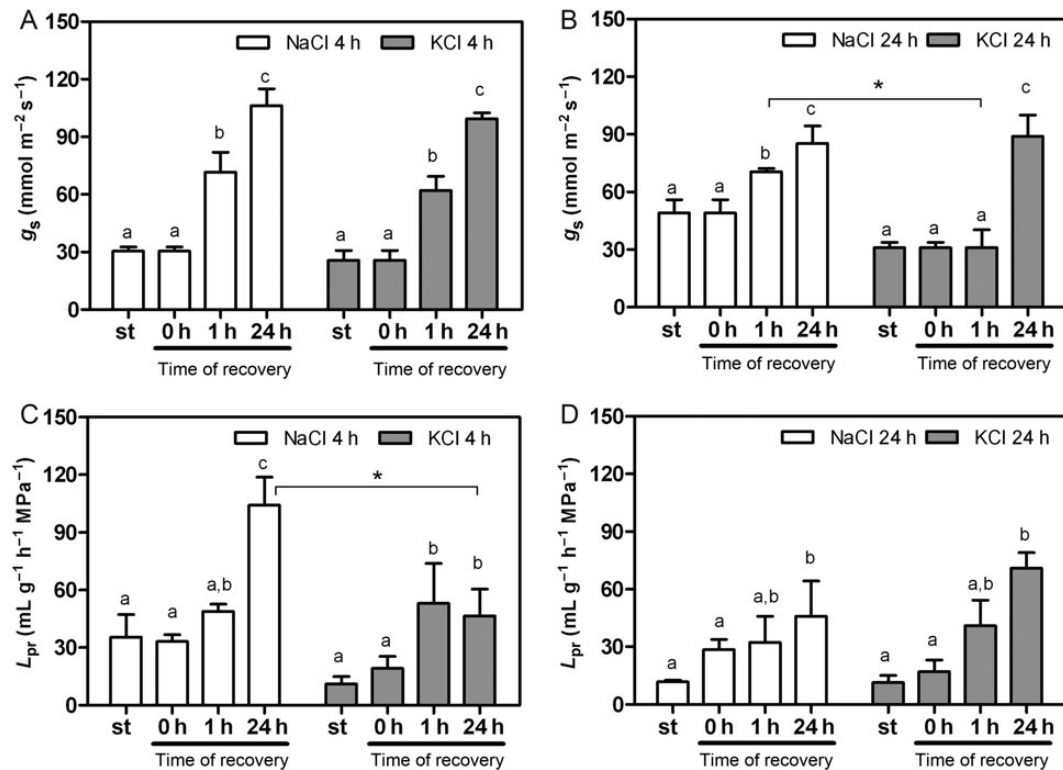 A
150
120
90
60
30
0
gs (mmol m−2 s−1)
NaCl 4 h
KCl 4 h
a
a
b
c
a
a
b
c
st
0 h
1 h
24 h
st
0 h
1 h
24 h
Time of recovery
Time of recovery
B
150
120
90
60
30
0
gs (mmol m−2 s−1)
NaCl 24 h
KCl 24 h
*
a
a
b
c
a
a
a
c
st
0 h
1 h
24 h
st
0 h
1 h
24 h
Time of recovery
Time of recovery
C
150
120
90
60
30
0
Lpr (mL g−1 h−1 MPa−1)
NaCl 4 h
KCl 4 h
*
a
a
a,b
c
a
a
b
b
st
0 h
1 h
24 h
st
0 h
1 h
24 h
Time of recovery
Time of recovery
D
150
120
90
60
30
0
Lpr (mL g−1 h−1 MPa−1)
NaCl 24 h
KCl 24 h
a
a
a,b
b
a
a
a,b
b
st
0 h
1 h
24 h
st
0 h
1 h
24 h
Time of recovery
Time of recovery